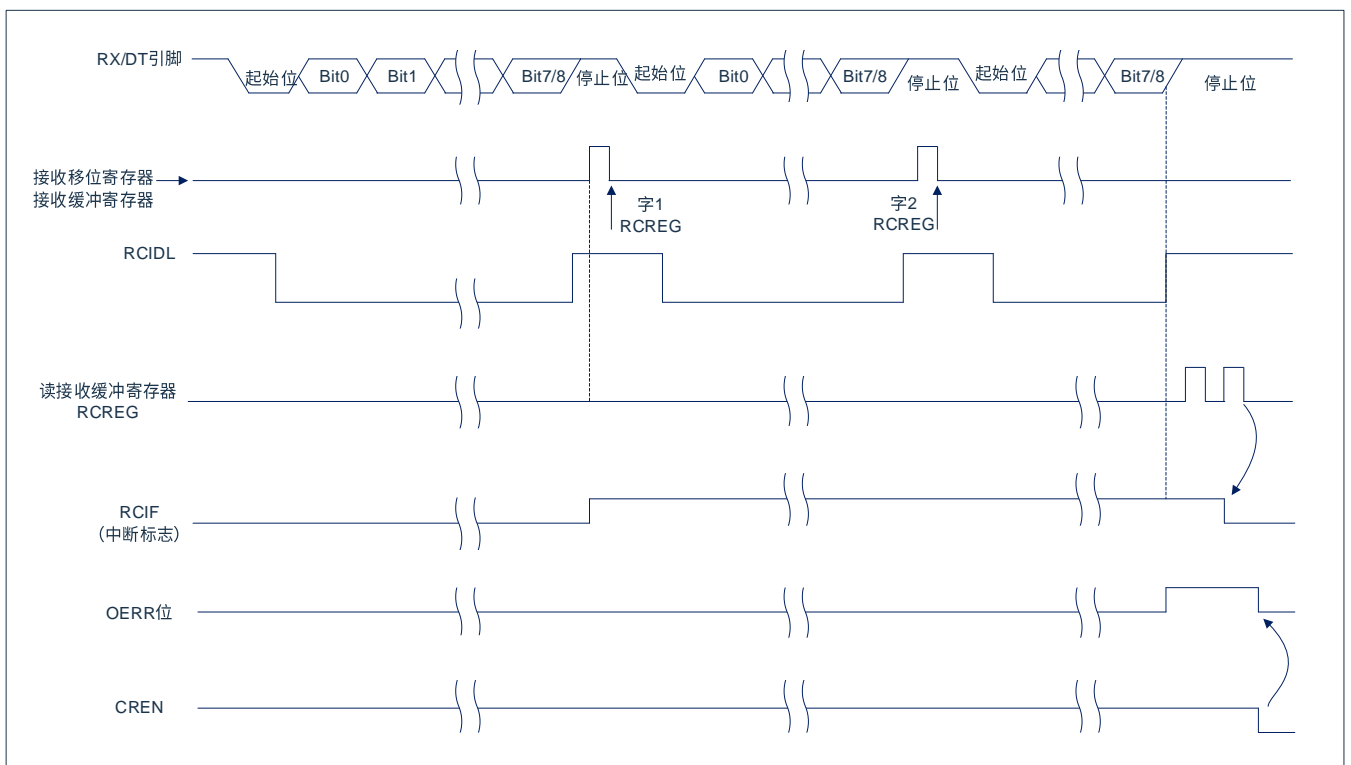 RX/DT引脚
起始位 Bit0 Bit1 Bit7/8 停止位 起始位 Bit0 Bit7/8 停止位 起始位 Bit7/8 停止位
接收移位寄存器
接收缓冲寄存器
字1
RCREG
字2
RCREG
RCIDL
读接收缓冲寄存器
RCREG
RCIF
（中断标志）
OERR位
CREN